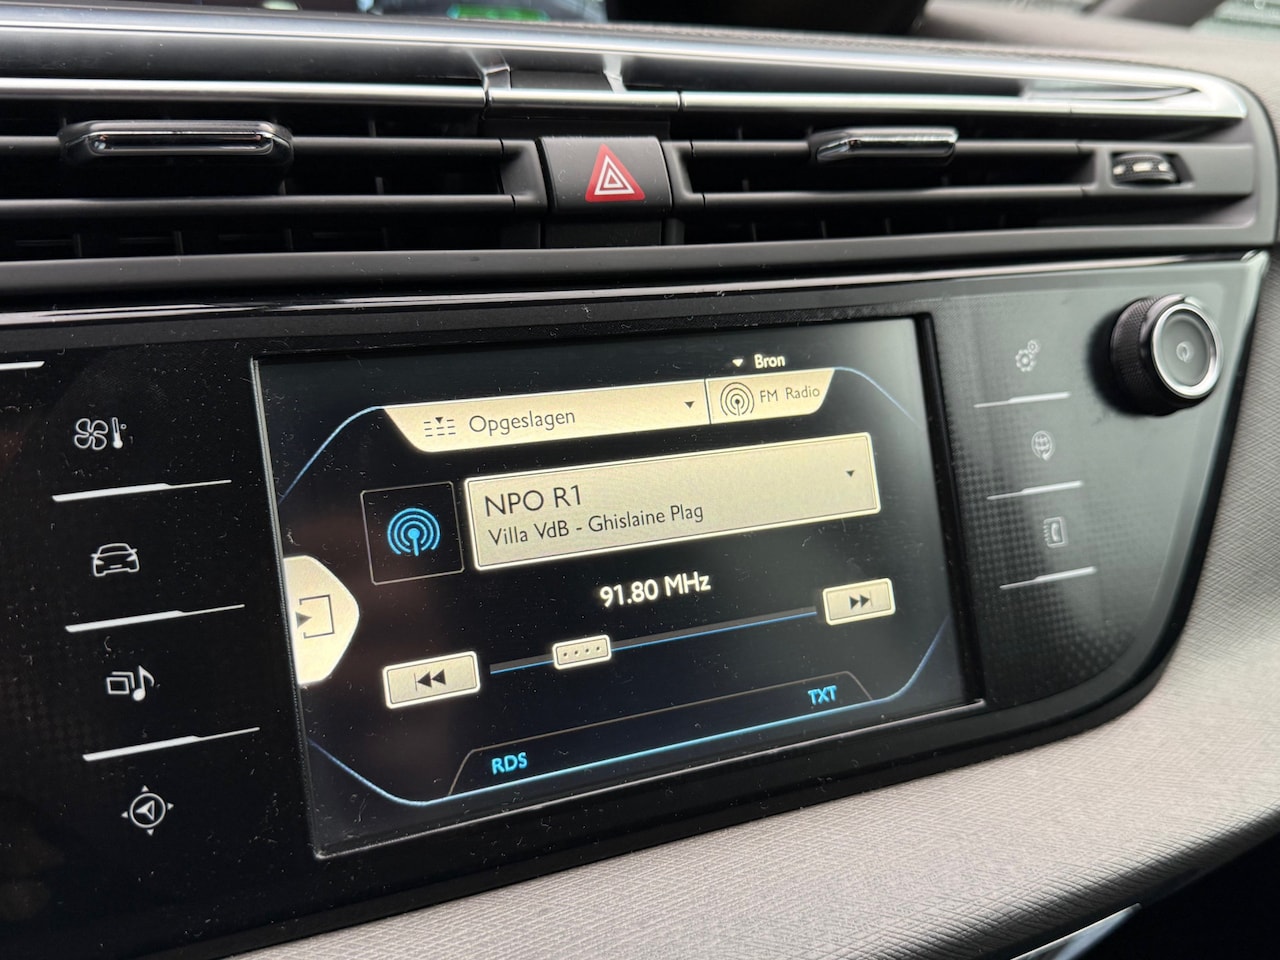 Bron
Opgeslagen
FM Radio
NPO R1
Villa VdB - Ghislaine Plag
91.80 MHz
TXT
RDS